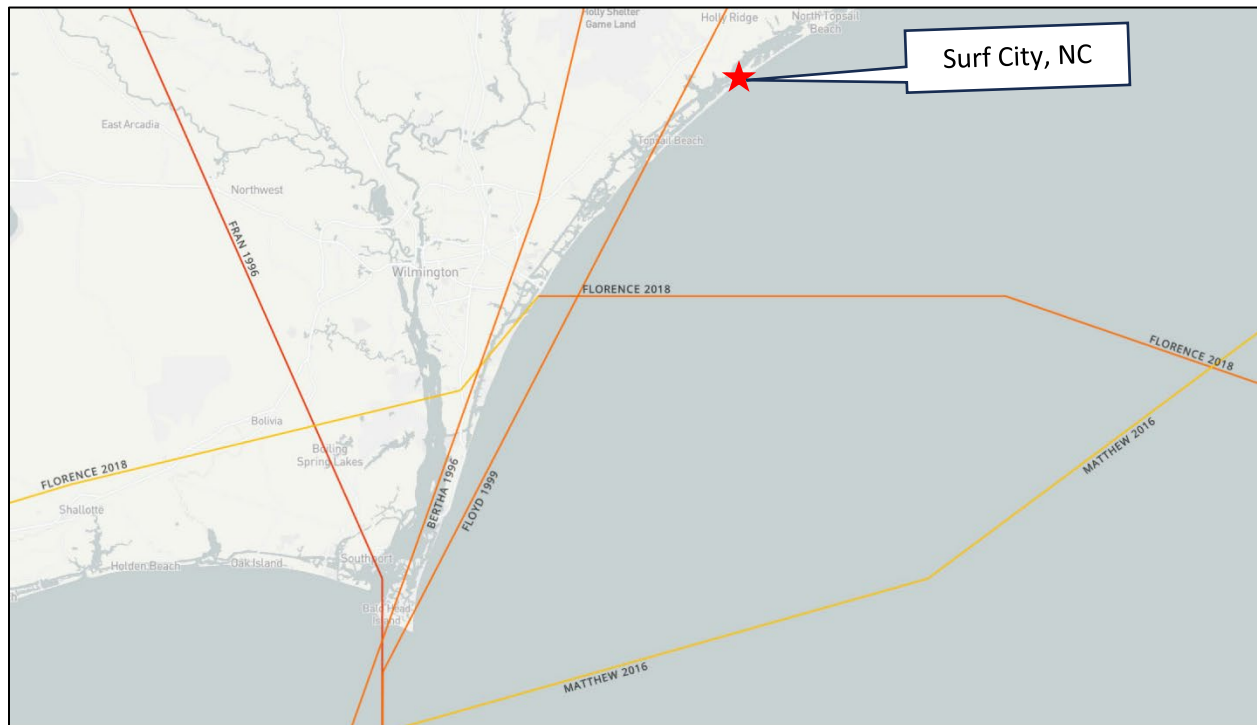 Holly Shelter
Game Land
Holly Ridge
North Topsail
Beach
Surf City, NC
East Arcadia
Topsail Beach
Northwest
FRAN 1996
Wilmington
FLORENCE 2018
FLORENCE 2018
MATTHEW 2016
Bolivia
Boiling
Spring Lakes
FLORENCE 2018
BERTHA 1996
FLOYD 1999
Shallotte
Holden Beach
Oak Island
Southport
Bald Head
Island
MATTHEW 2016